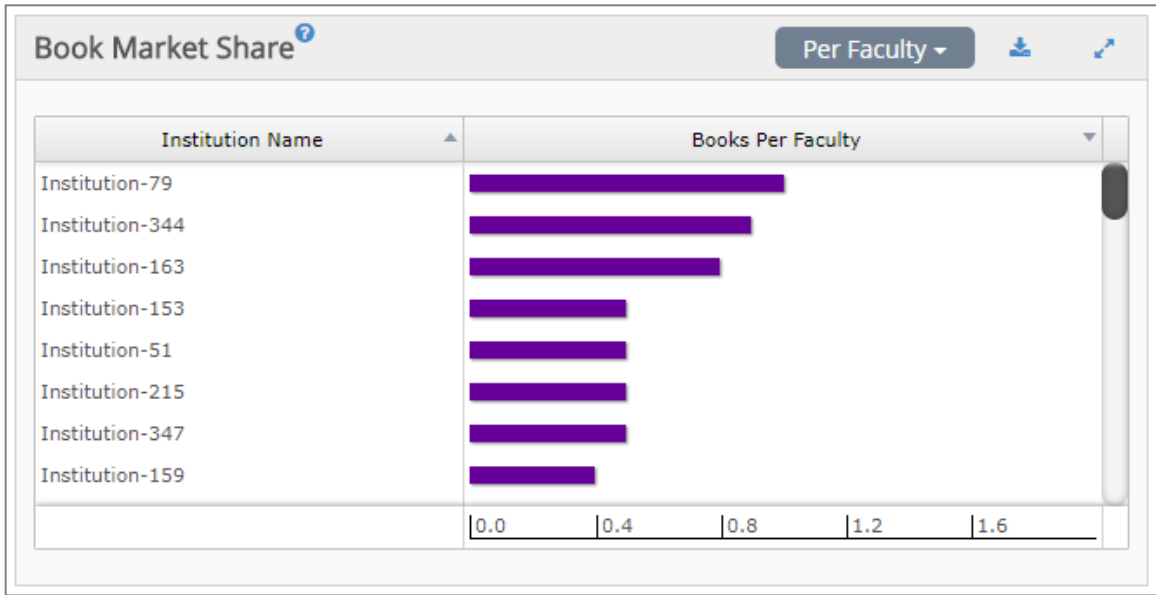 Book Market Share?
Per Faculty
Institution Name
Books Per Faculty
Institution-79
Institution-344
Institution-163
Institution-153
Institution-51
Institution-215
Institution-347
Institution-159
0.0 0.4 0.8 1.2 1.6